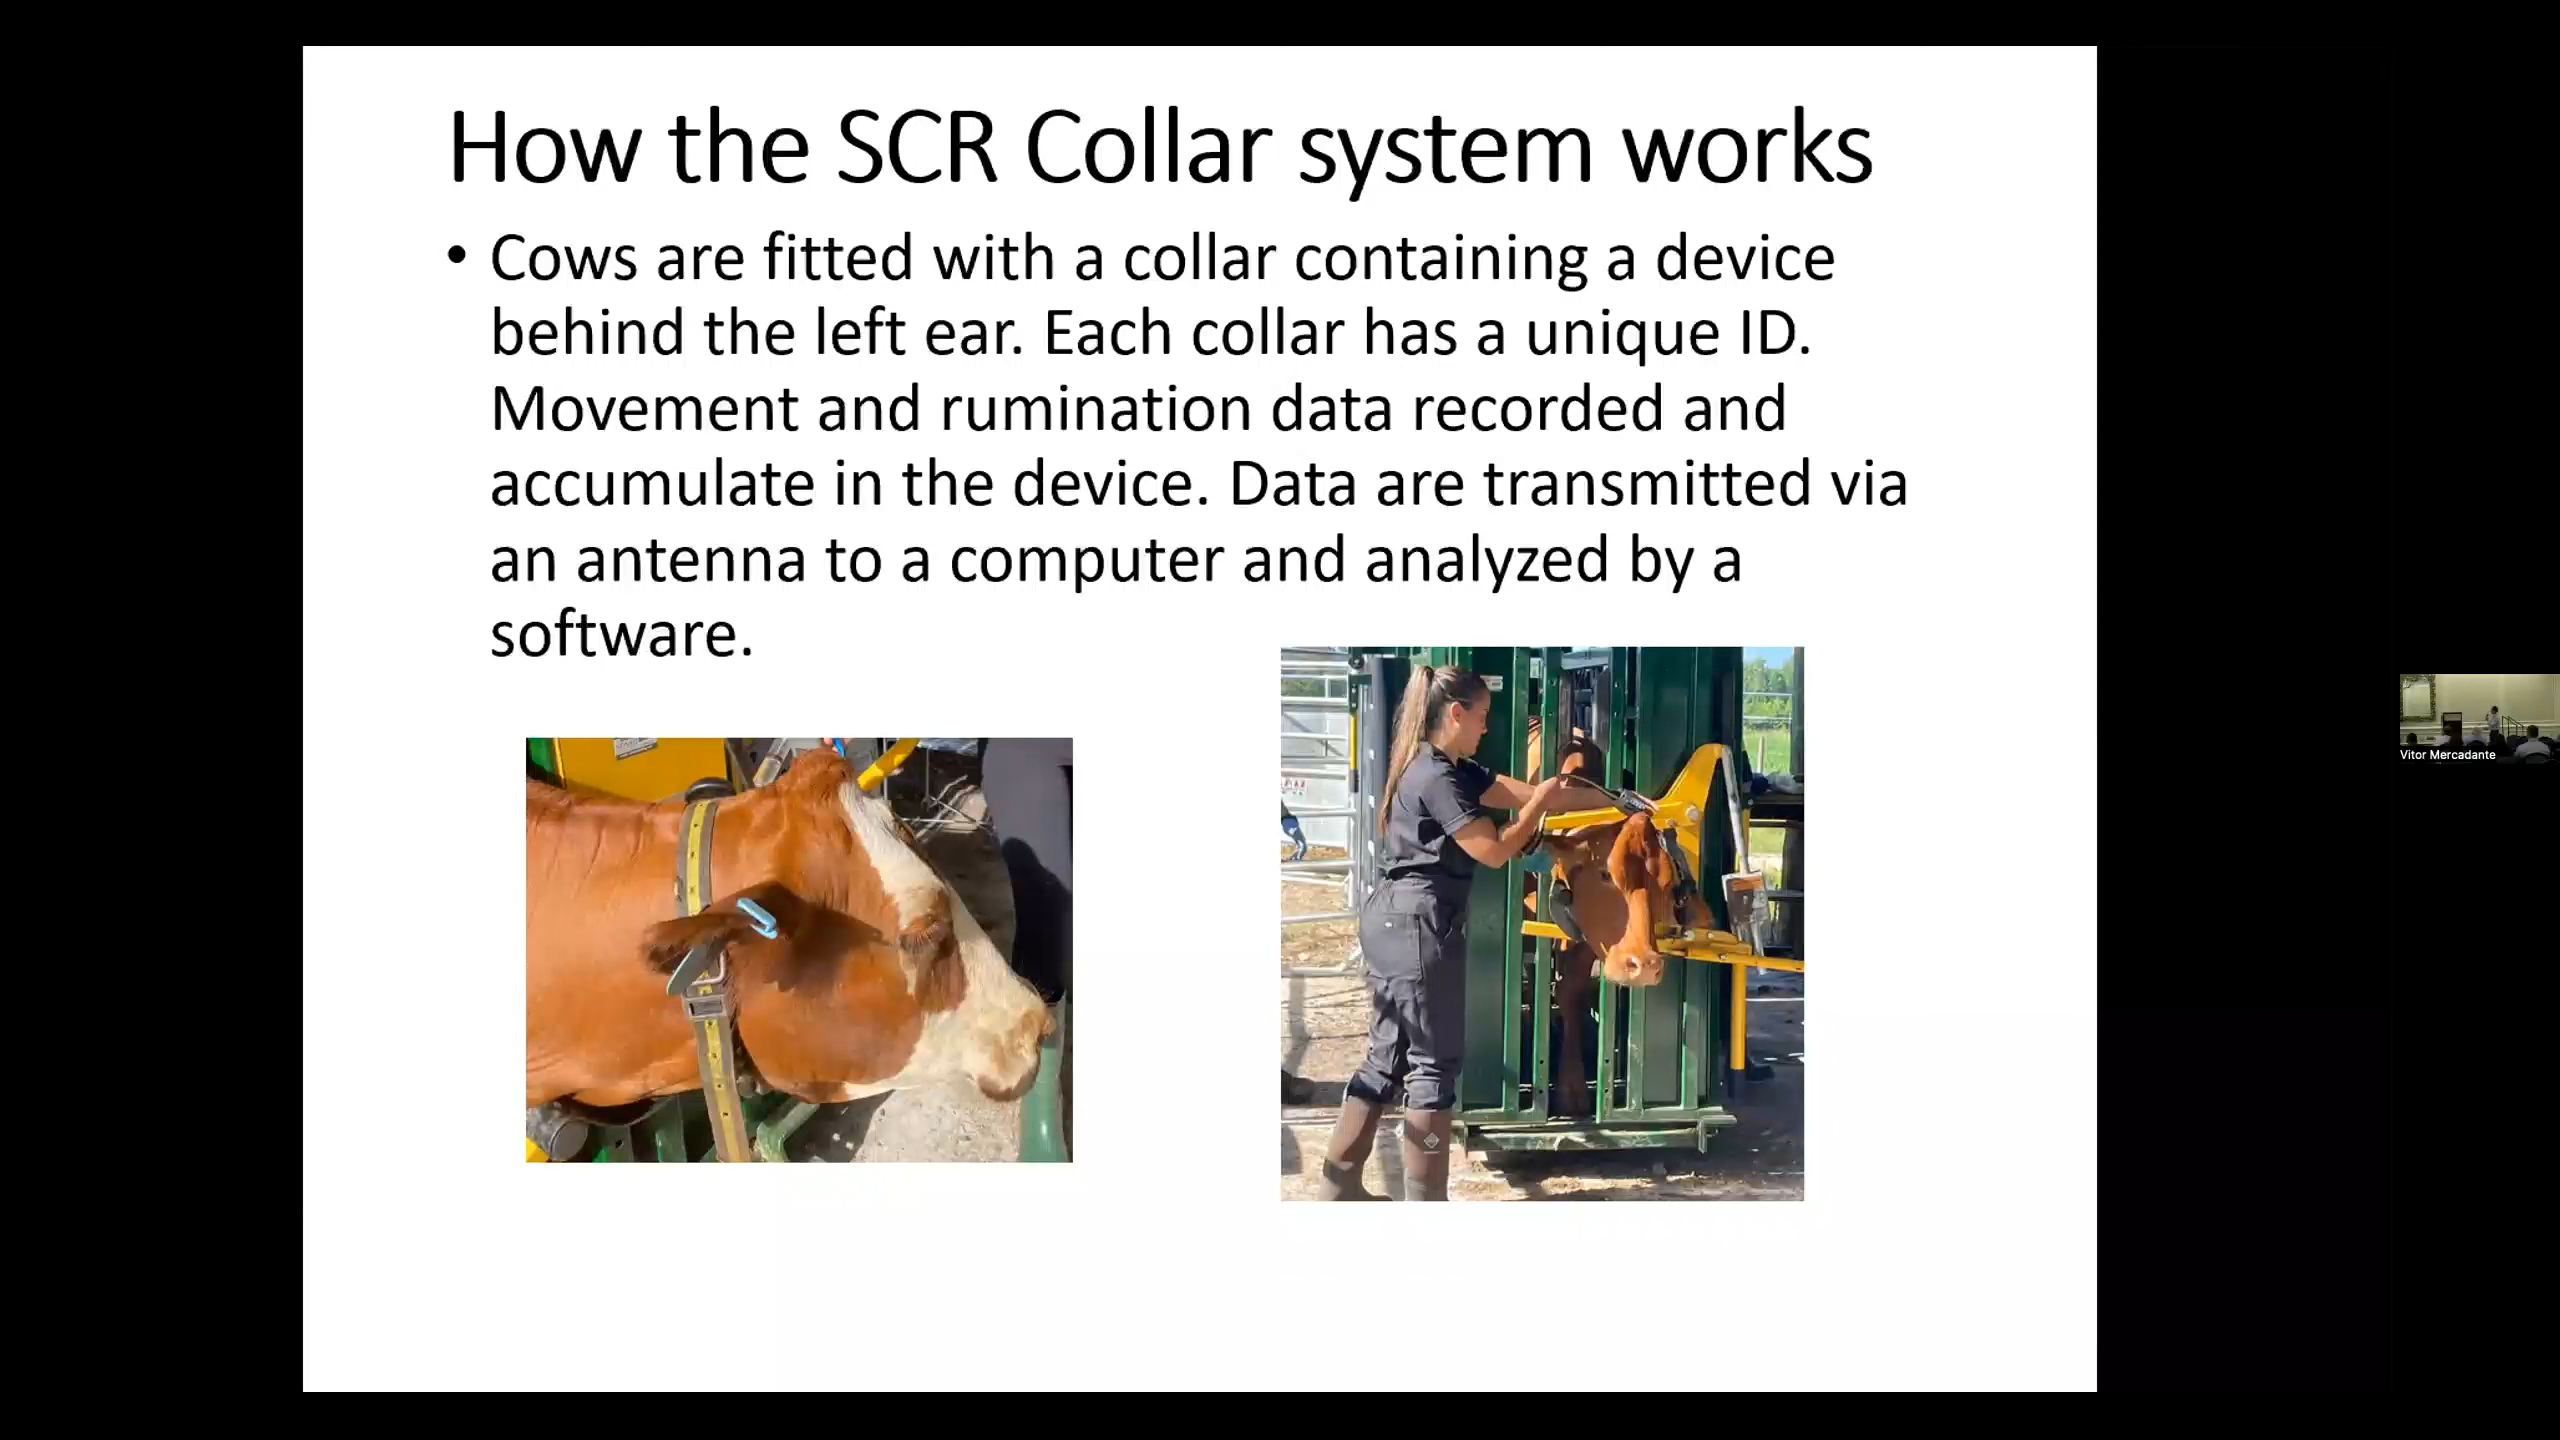 How the SCR Collar system works
• Cows are fitted with a collar containing a device
behind the left ear. Each collar has a unique ID.
Movement and rumination data recorded and
accumulate in the device. Data are transmitted via
an antenna to a computer and analyzed by a
software.
Vitor Mercadante